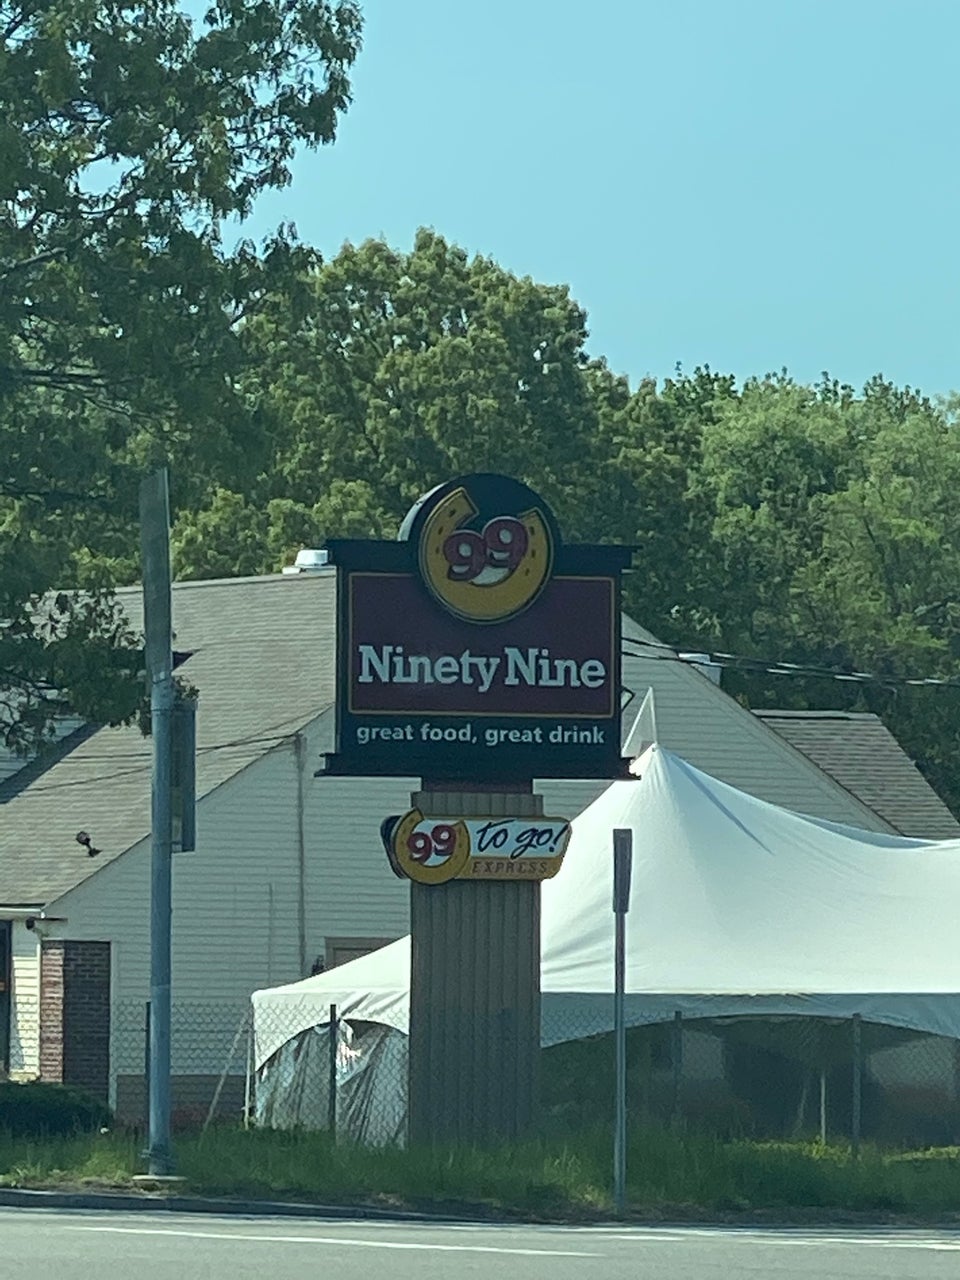 99
Ninety Nine
great food, great drink
99 to go!
EXPRESS